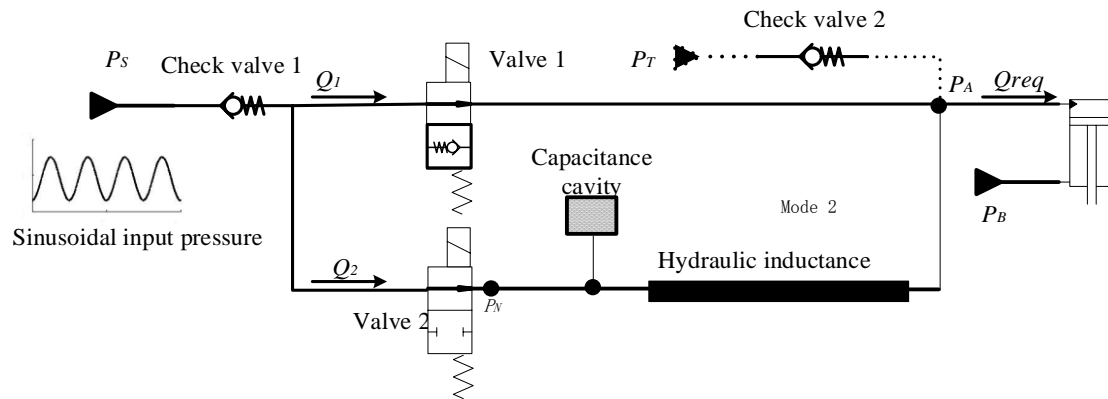 P_S
Check valve 1
Q_1
Valve 1
P_T
Check valve 2
P_A
Qreq
Sinusoidal input pressure
Capacitance
cavity
Mode 2
P_B
Q_2
Valve 2
P_N
Hydraulic inductance